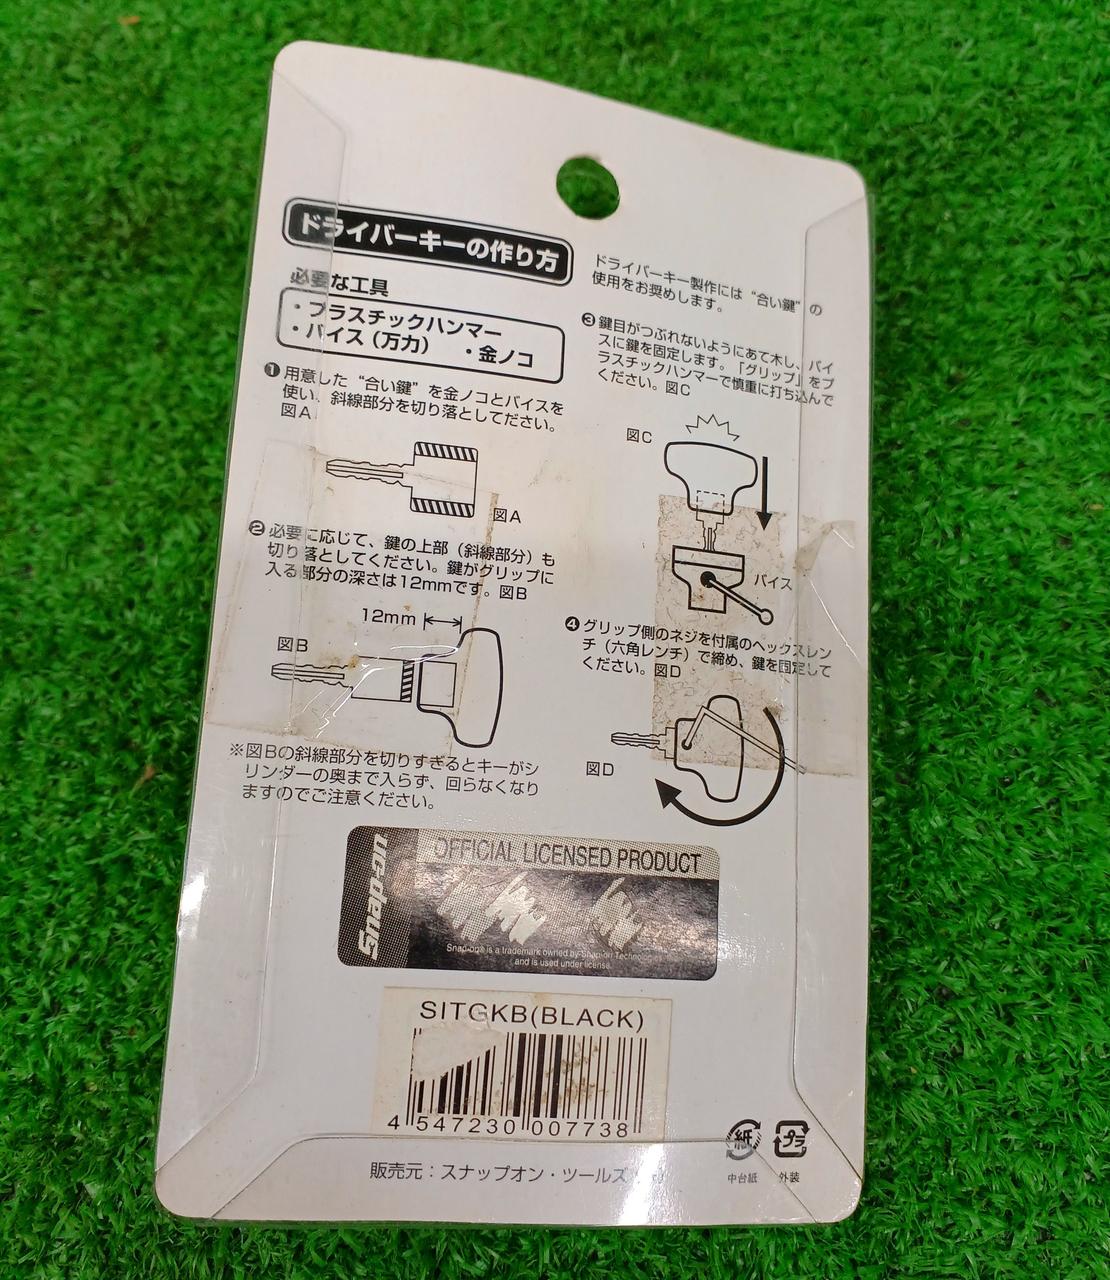 ドライバーキーの作り方
必要な工具
・プラスチックハンマー
・バイス（万力）　・金ノコ
❶用意した“合い鍵”を金ノコとバイスを
使い、斜線部分を切り落としてださい。
図A
図A
❷必要に応じて、鍵の上部（斜線部分）も
切り落としてください。鍵がグリップに
入る部分の深さは12mmです。図B
12mm
図B
※図Bの斜線部分を切りすぎるとキーがシ
リンダーの奥まで入らず、回らなくなり
ますのでご注意ください。
ドライバーキー製作には“合い鍵”の
使用をお奨めします。
❸鍵目がつぶれないようにあて木し、バイ
スに鍵を固定します。「グリップ」をプ
ラスチックハンマーで慎重に打ち込んで
ください。図C
図C
バイス
❹グリップ側のネジを付属のヘックスレン
チ（六角レンチ）で締め、鍵を固定して
ください。図D
図D
Snap-on
OFFICIAL LICENSED PRODUCT
Snap-on is a trademark owned by Snap-on Technologies
and is used under license.
SITGKB(BLACK)
4 547230 007738
販売元：スナップオン・ツールズ
紙
中台紙
プラ
外装